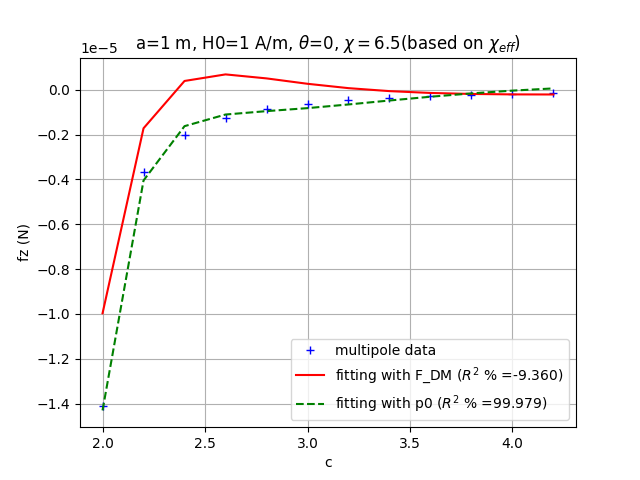 a=1 m, H0=1 A/m, θ=0, χ = 6.5(based on χ_{eff})
1e−5
0.0
−0.2
−0.4
−0.6
−0.8
−1.0
−1.2
−1.4
fz (N)
multipole data
fitting with F_DM (R² % =-9.360)
fitting with p0 (R² % =99.979)
2.0 2.5 3.0 3.5 4.0
c